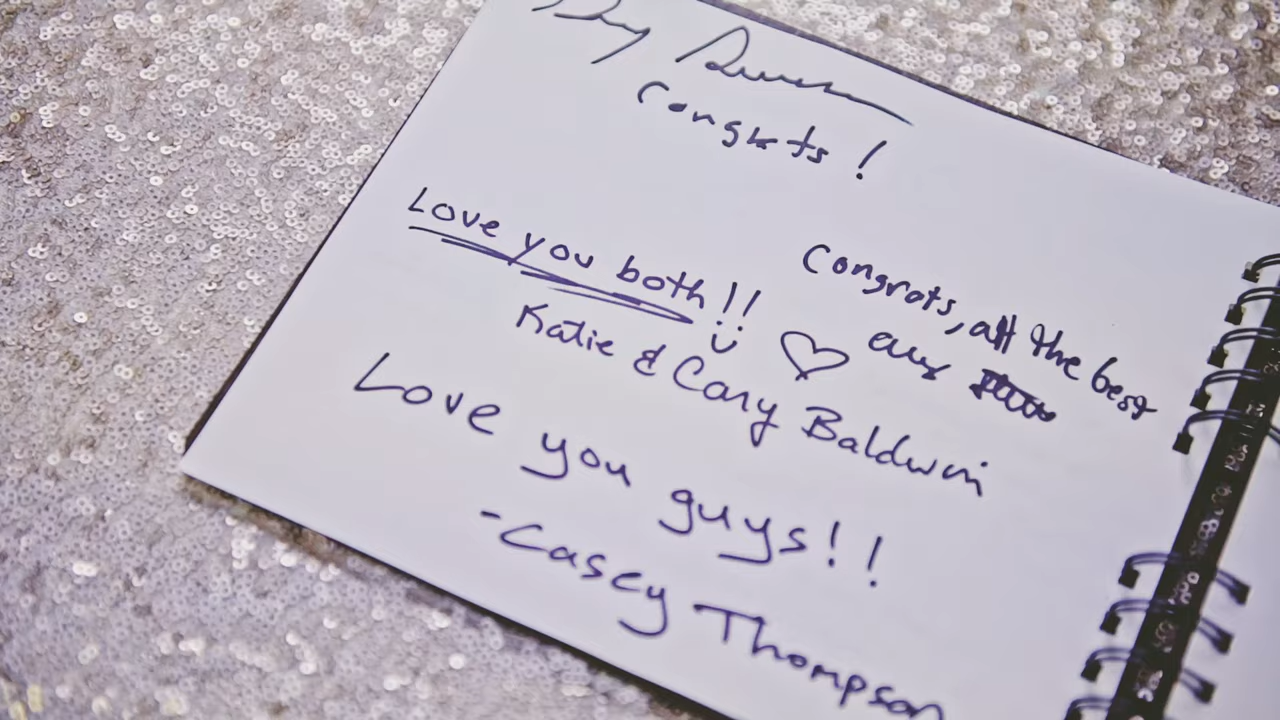 Congrats!
Love you both!!
Katie & Cary Baldwin
Congrats, all the best
Love you guys!!
-Casey Thompson